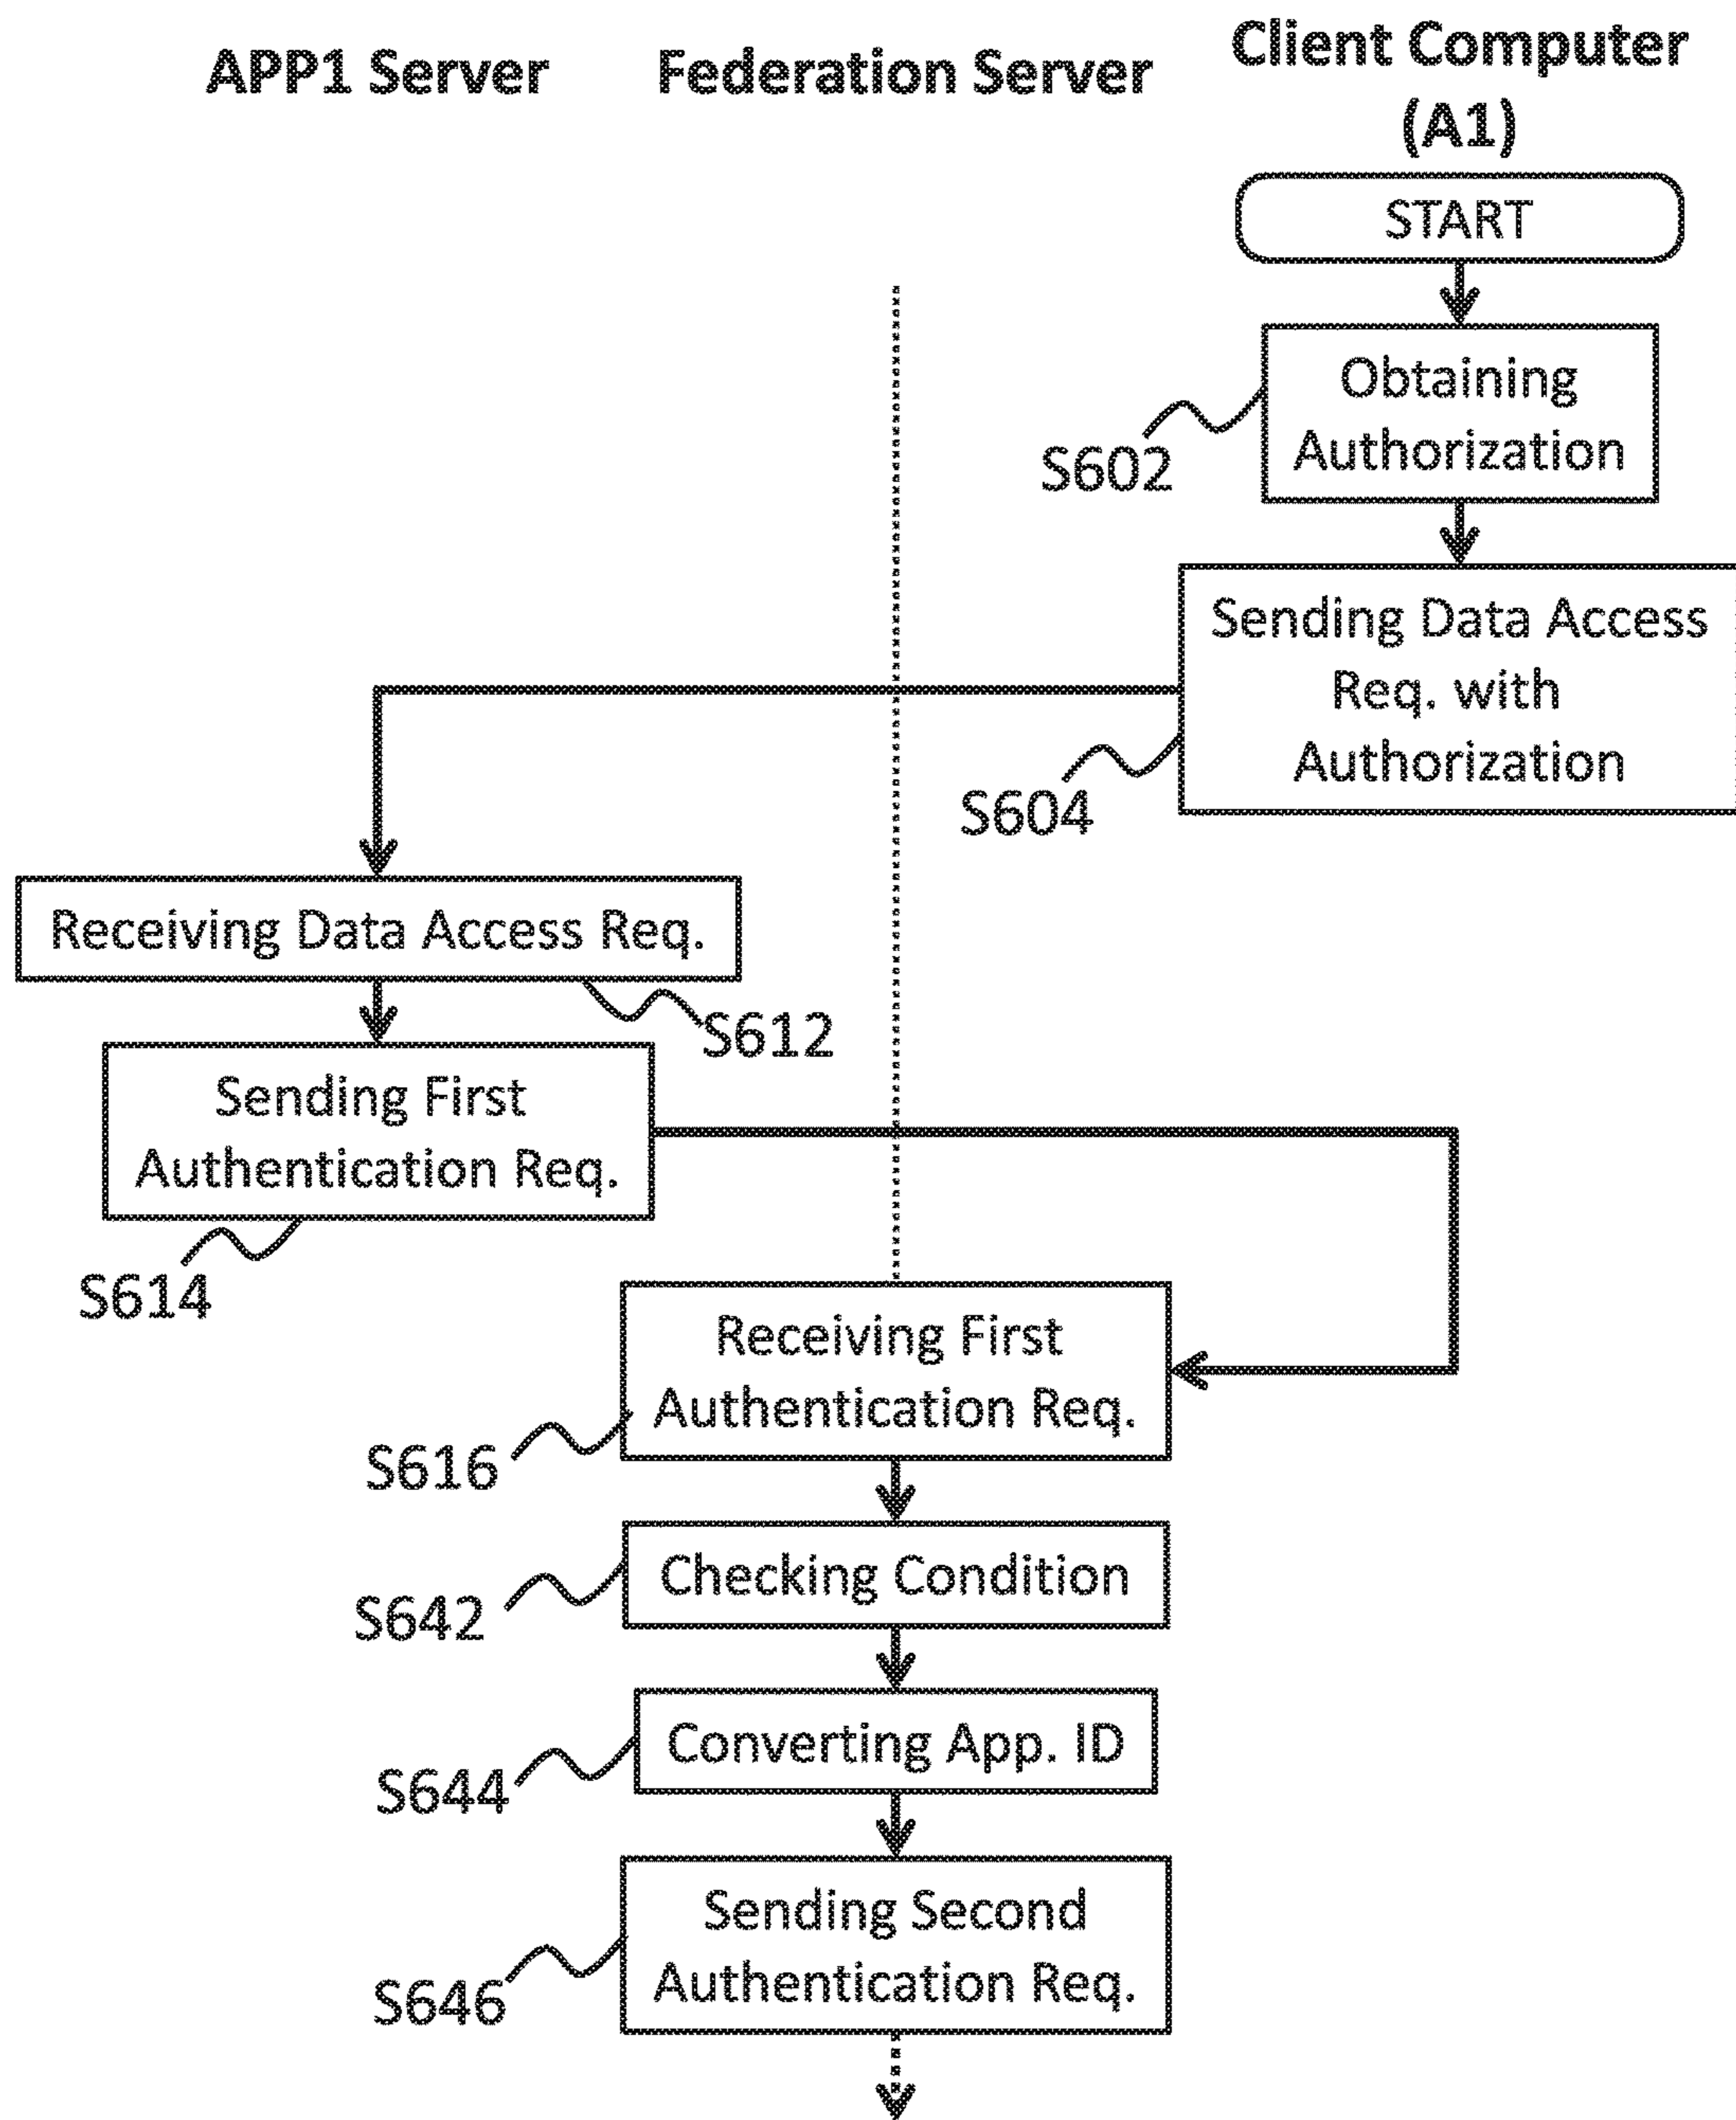 APP1 Server
Federation Server
Client Computer
(A1)
START
Obtaining
Authorization
S602
Sending Data Access
Req. with
Authorization
S604
Receiving Data Access Req.
S612
Sending First
Authentication Req.
S614
Receiving First
Authentication Req.
S616
Checking Condition
S642
Converting App. ID
S644
Sending Second
Authentication Req.
S646